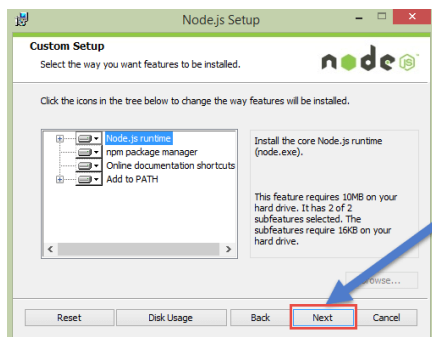 Node.js Setup
Custom Setup
Select the way you want features to be installed.
node
JS
Click the icons in the tree below to change the way features will be installed.
Node.js runtime
npm package manager
Online documentation shortcuts
Add to PATH
Install the core Node.js runtime
(node.exe).
This feature requires 10MB on your
hard drive. It has 2 of 2
subfeatures selected. The
subfeatures require 16KB on your
hard drive.
Reset
Disk Usage
Back
Next
Cancel